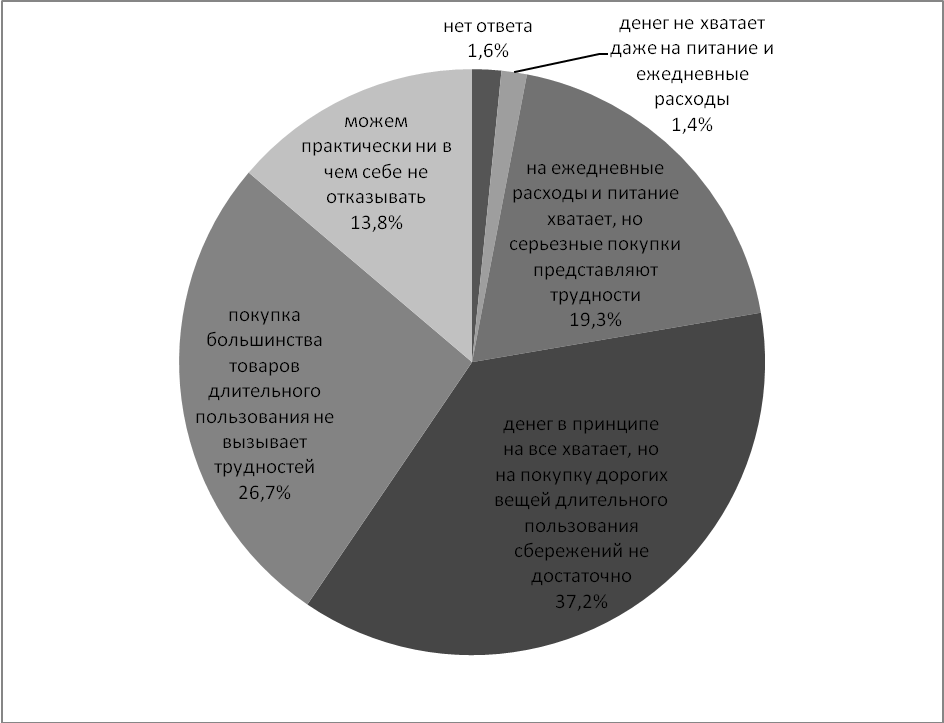 нет ответа
1,6%
денег не хватает
даже на питание и
ежедневные
расходы
1,4%
на ежедневные
расходы и питание
хватает, но
серьезные покупки
представляют
трудности
19,3%
денег в принципе
на все хватает, но
на покупку дорогих
вещей длительного
пользования
сбережений не
достаточно
37,2%
покупка
большинства
товаров
длительного
пользования не
вызывает
трудностей
26,7%
можем
практически ни в
чем себе не
отказывать
13,8%